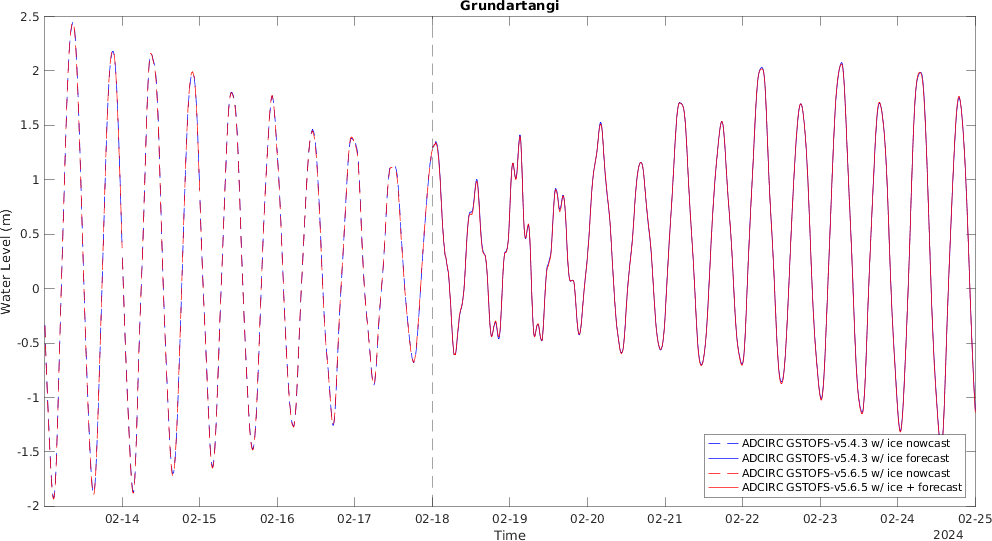 Grundartangi
2.5
2
1.5
1
0.5
0
-0.5
-1
-1.5
-2
Water Level (m)
02-14 02-15 02-16 02-17 02-18 02-19 02-20 02-21 02-22 02-23 02-24 02-25
Time
2024
ADCIRC GSTOFS-v5.4.3 w/ ice nowcast
ADCIRC GSTOFS-v5.4.3 w/ ice forecast
ADCIRC GSTOFS-v5.6.5 w/ ice nowcast
ADCIRC GSTOFS-v5.6.5 w/ ice + forecast